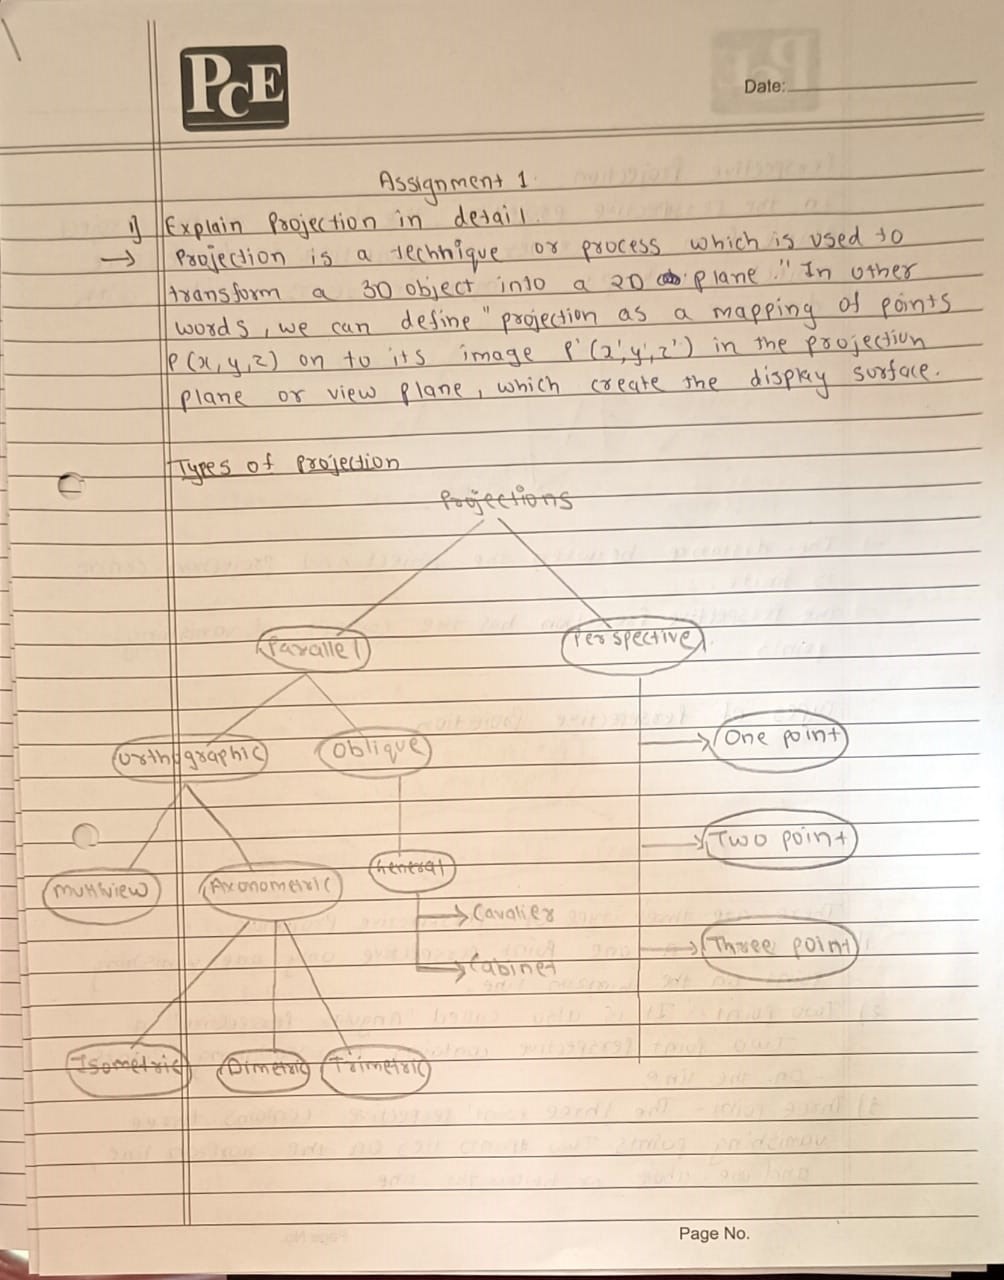 PCE
Date:
Assignment 1.
1) Explain Projection in detail.
→ Projection is a technique or process which is used to
transform a 3D object into a 2D plane." In other
words, we can define "projection as a mapping of points
P(x,y,z) on to its image P'(x',y',z') in the projection
plane or view plane, which create the display surface.
Types of Projection
Projections
Parallel
Perspective
Orthographic
Oblique
One point
Two point
General
Multiview
Axonometric
Cavalier
Three point
Cabinet
Isometric
Dimetric
Trimetric
Page No.